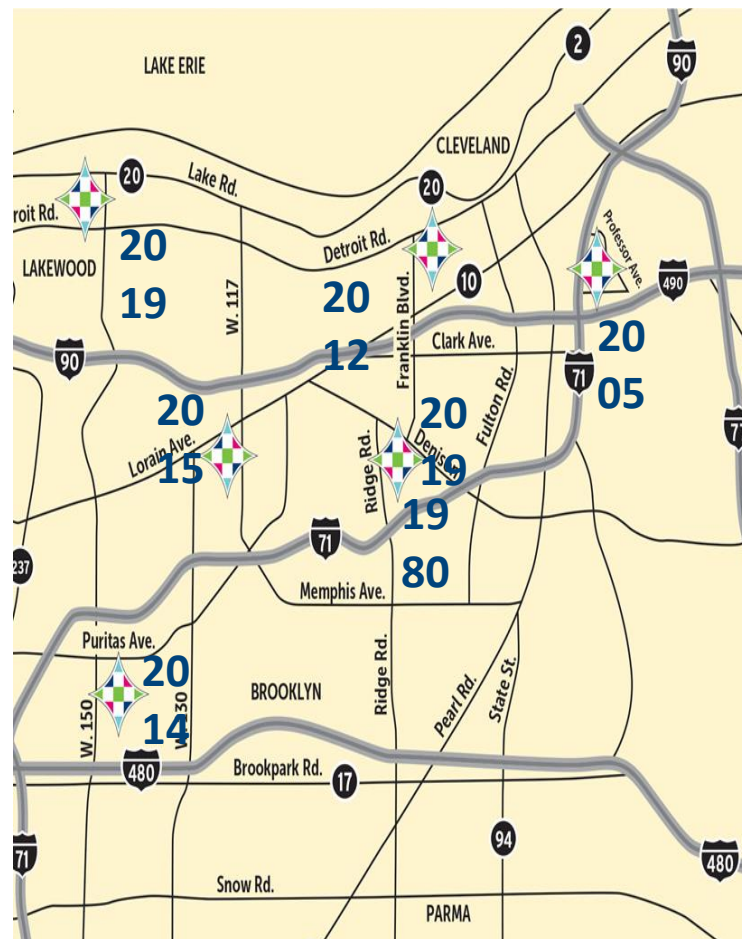 2
90
LAKE ERIE
CLEVELAND
20
Lake Rd.
20
roit Rd.
Detroit Rd.
Professor Ave.
LAKEWOOD
20
19
10
490
W. 117
20
12
Franklin Blvd.
Clark Ave.
20
05
90
71
20
15
Lorain Ave.
20
19
19
80
Fulton Rd.
Ridge Rd.
71
237
Memphis Ave.
Puritas Ave.
20
14
W. 150
W. 130
BROOKLYN
Ridge Rd.
Pearl Rd.
State St.
480
Brookpark Rd.
17
94
71
480
Snow Rd.
PARMA